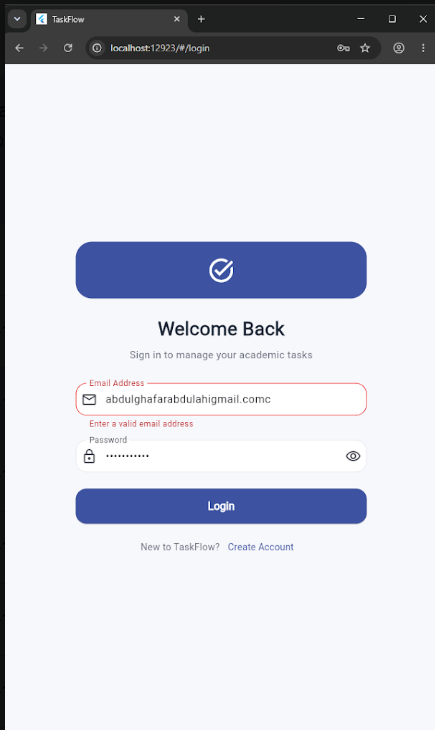 TaskFlow
localhost:12923/#/login
Welcome Back
Sign in to manage your academic tasks
Email Address
abdulghafarabdulahigmail.comc
Enter a valid email address
Password
•••••••••••
Login
New to TaskFlow? Create Account